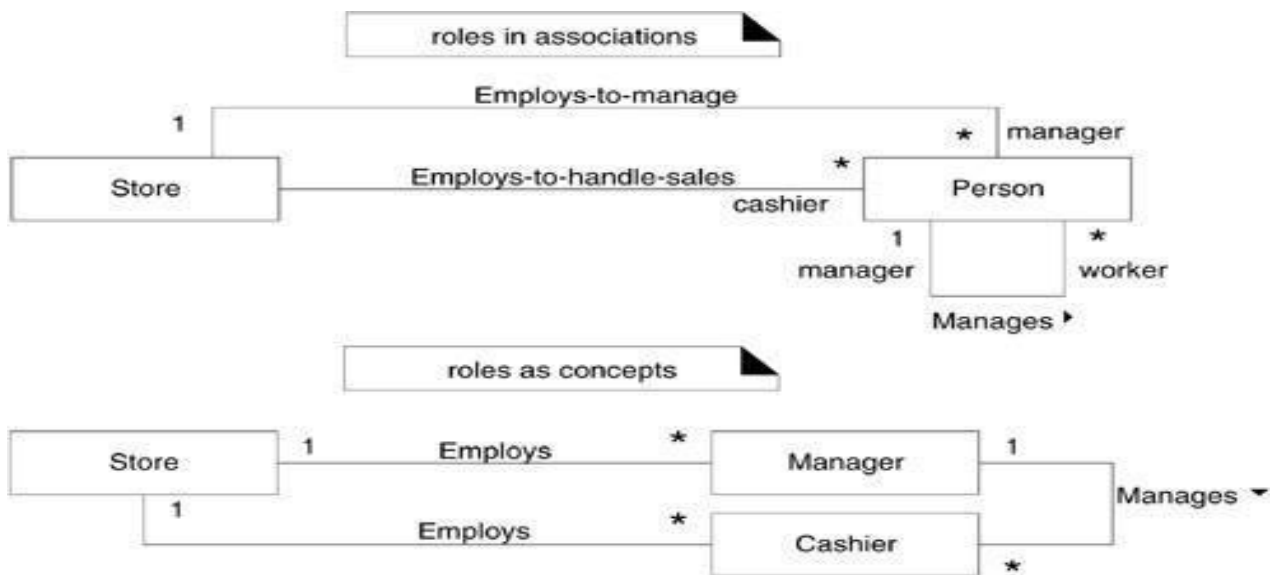 roles in associations
Employs-to-manage
1
*
manager
Store
Employs-to-handle-sales
*
cashier
Person
1
*
manager
worker
Manages
roles as concepts
Store
1
Employs
*
Manager
1
Manages
1
Employs
*
Cashier
*